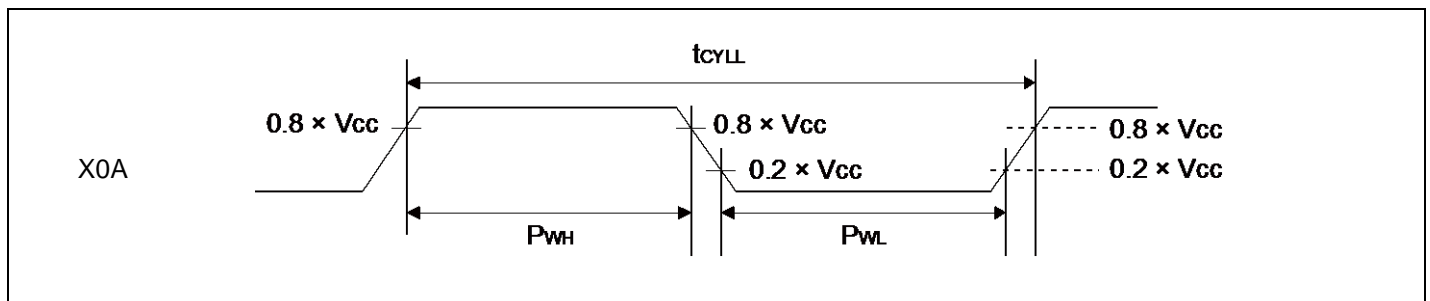 tCYLL
0.8 × Vcc
0.8 × Vcc
0.8 × Vcc
X0A
0.2 × Vcc
0.2 × Vcc
PWH
PWL